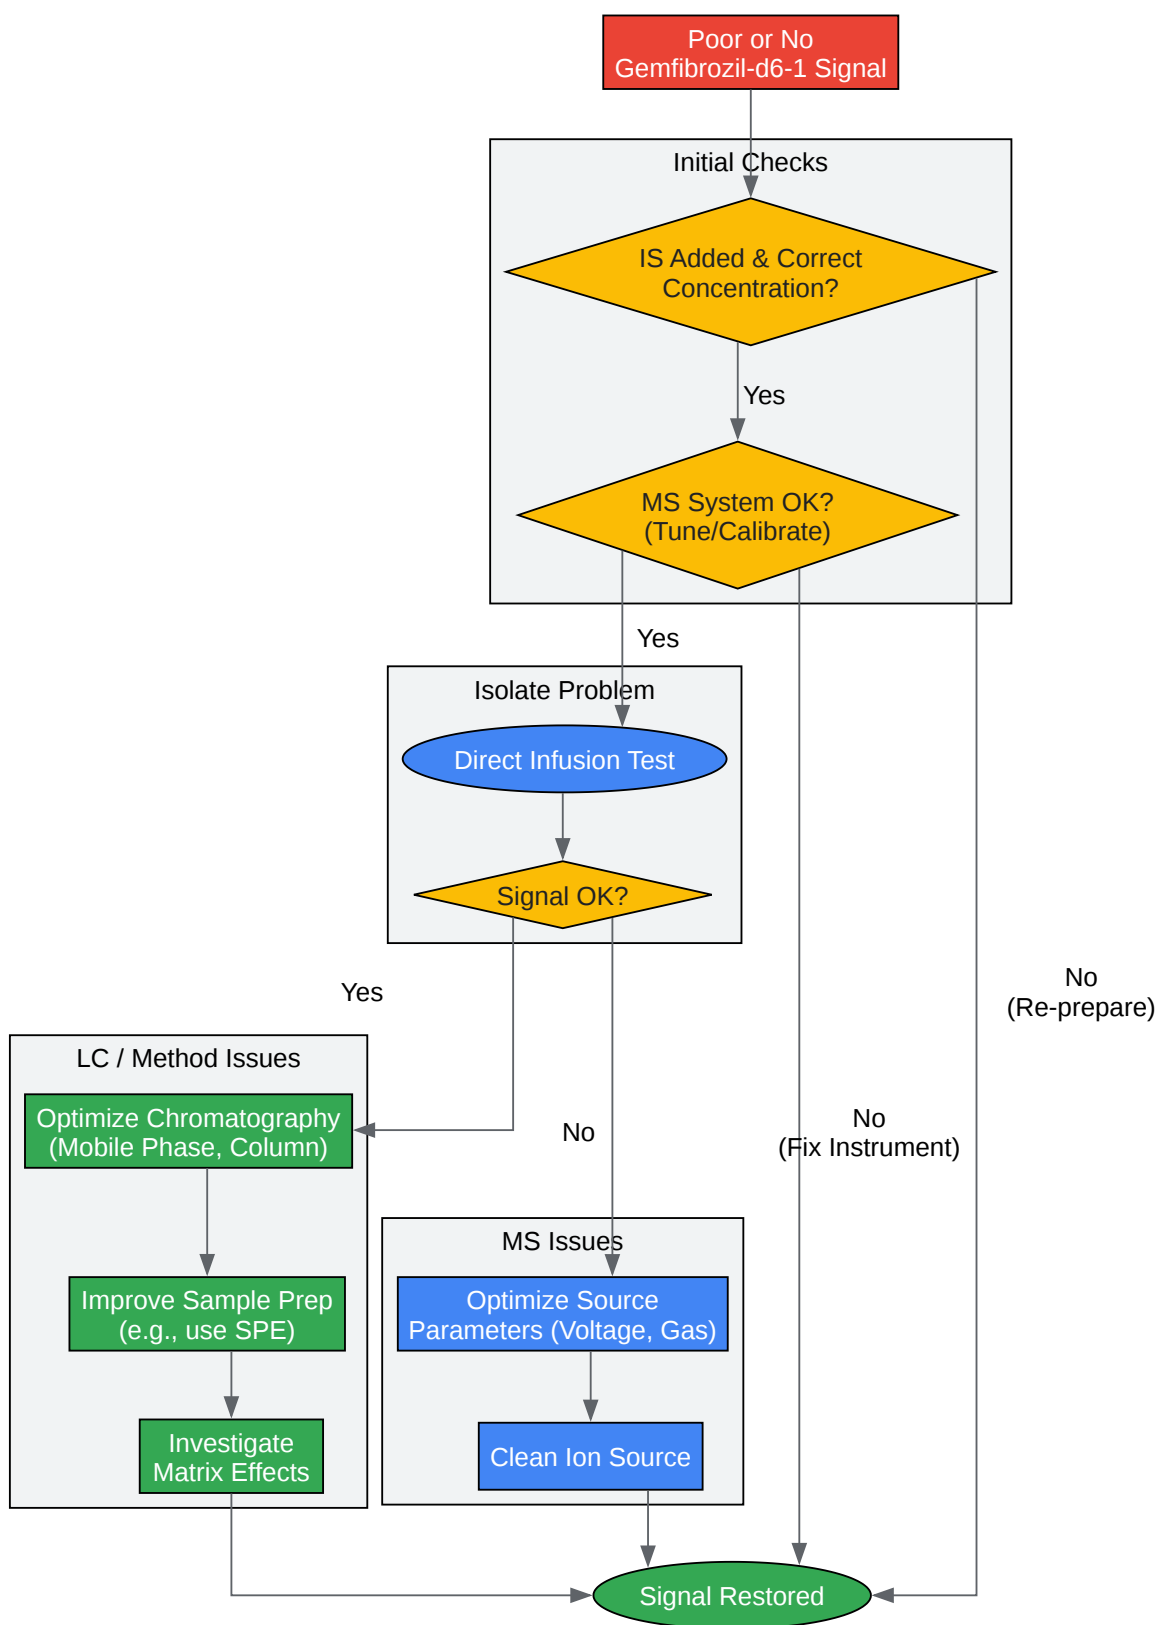 Poor or No
Gemfibrozil-d6-1 Signal
Initial Checks
IS Added & Correct
Concentration?
Yes
MS System OK?
(Tune/Calibrate)
Yes
Isolate Problem
Direct Infusion Test
Signal OK?
Yes
No
(Re-prepare)
LC / Method Issues
Optimize Chromatography
(Mobile Phase, Column)
No
No
(Fix Instrument)
MS Issues
Improve Sample Prep
(e.g., use SPE)
Optimize Source
Parameters (Voltage, Gas)
Investigate
Matrix Effects
Clean Ion Source
Signal Restored